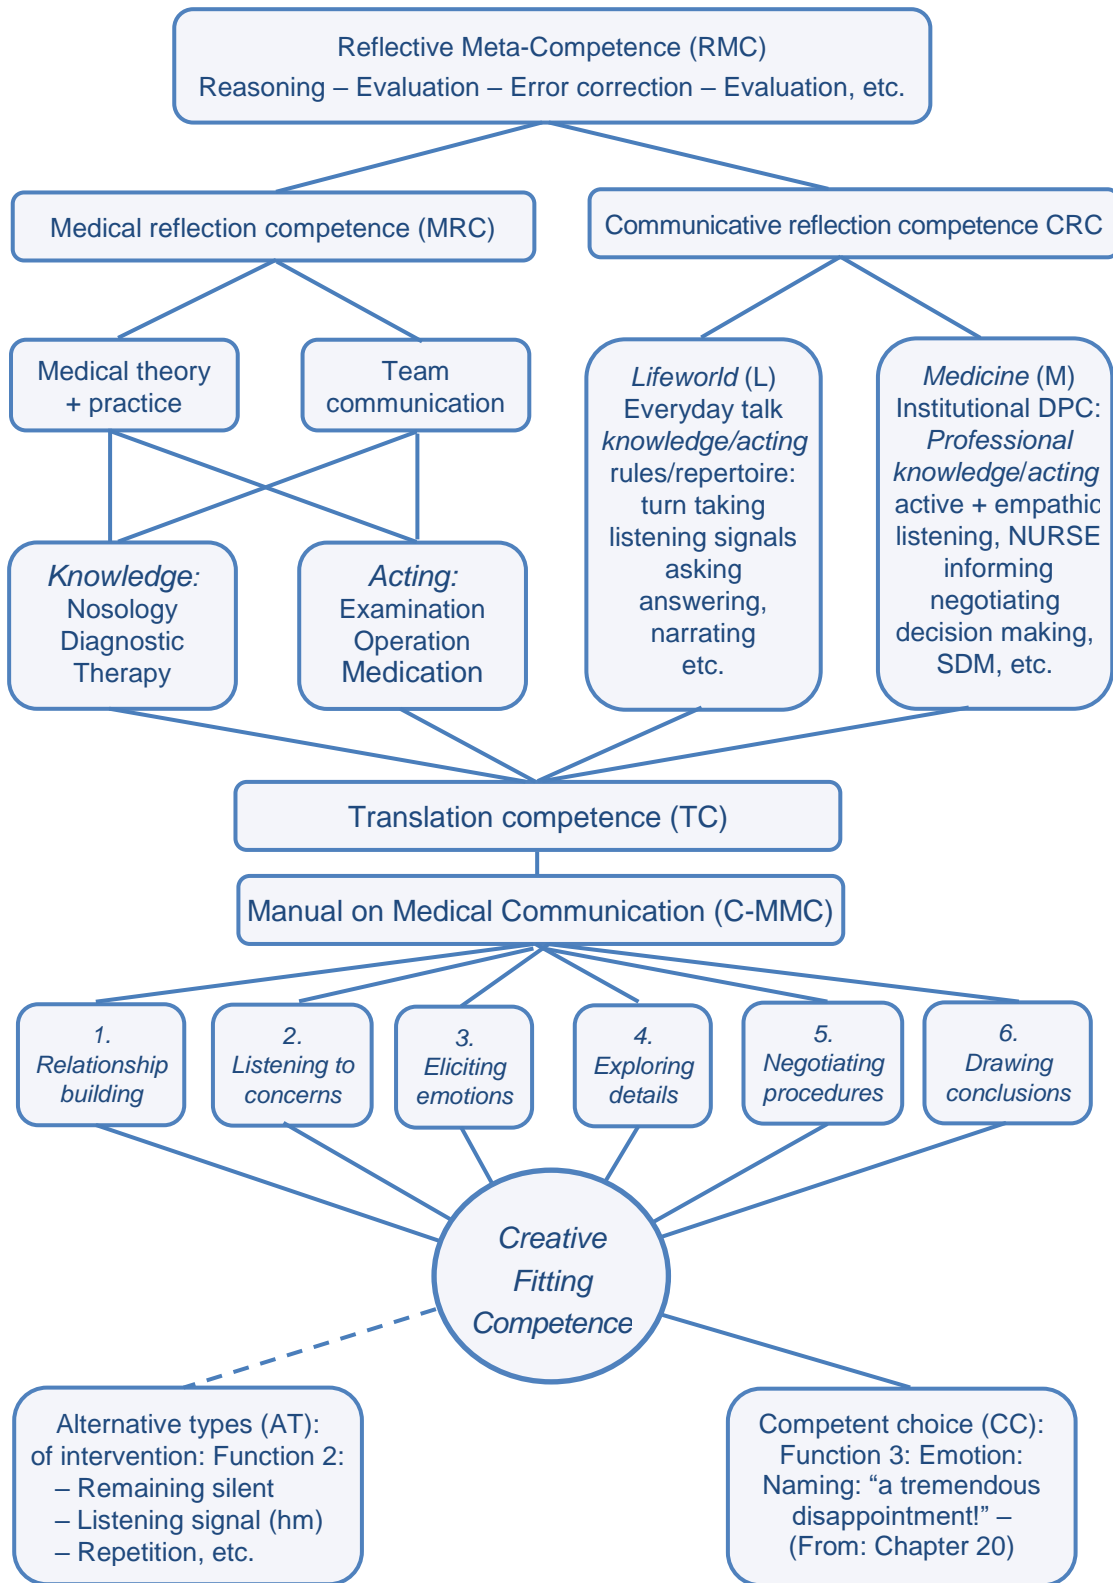 Reflective Meta-Competence (RMC)
Reasoning – Evaluation – Error correction – Evaluation, etc.
Medical reflection competence (MRC)
Communicative reflection competence CRC
Medical theory
+ practice
Team
communication
Lifeworld (L)
Everyday talk
knowledge/acting
rules/repertoire:
turn taking
listening signals
asking
answering,
narrating
etc.
Medicine (M)
Institutional DPC:
Professional
knowledge/acting
active + empathic
listening, NURSE
informing
negotiating
decision making,
SDM, etc.
Knowledge:
Nosology
Diagnostic
Therapy
Acting:
Examination
Operation
Medication
Translation competence (TC)
Manual on Medical Communication (C-MMC)
1.
Relationship
building
2.
Listening to
concerns
3.
Eliciting
emotions
4.
Exploring
details
5.
Negotiating
procedures
6.
Drawing
conclusions
Creative
Fitting
Competence
Alternative types (AT):
of intervention: Function 2:
– Remaining silent
– Listening signal (hm)
– Repetition, etc.
Competent choice (CC):
Function 3: Emotion:
Naming: “a tremendous
disappointment!” –
(From: Chapter 20)